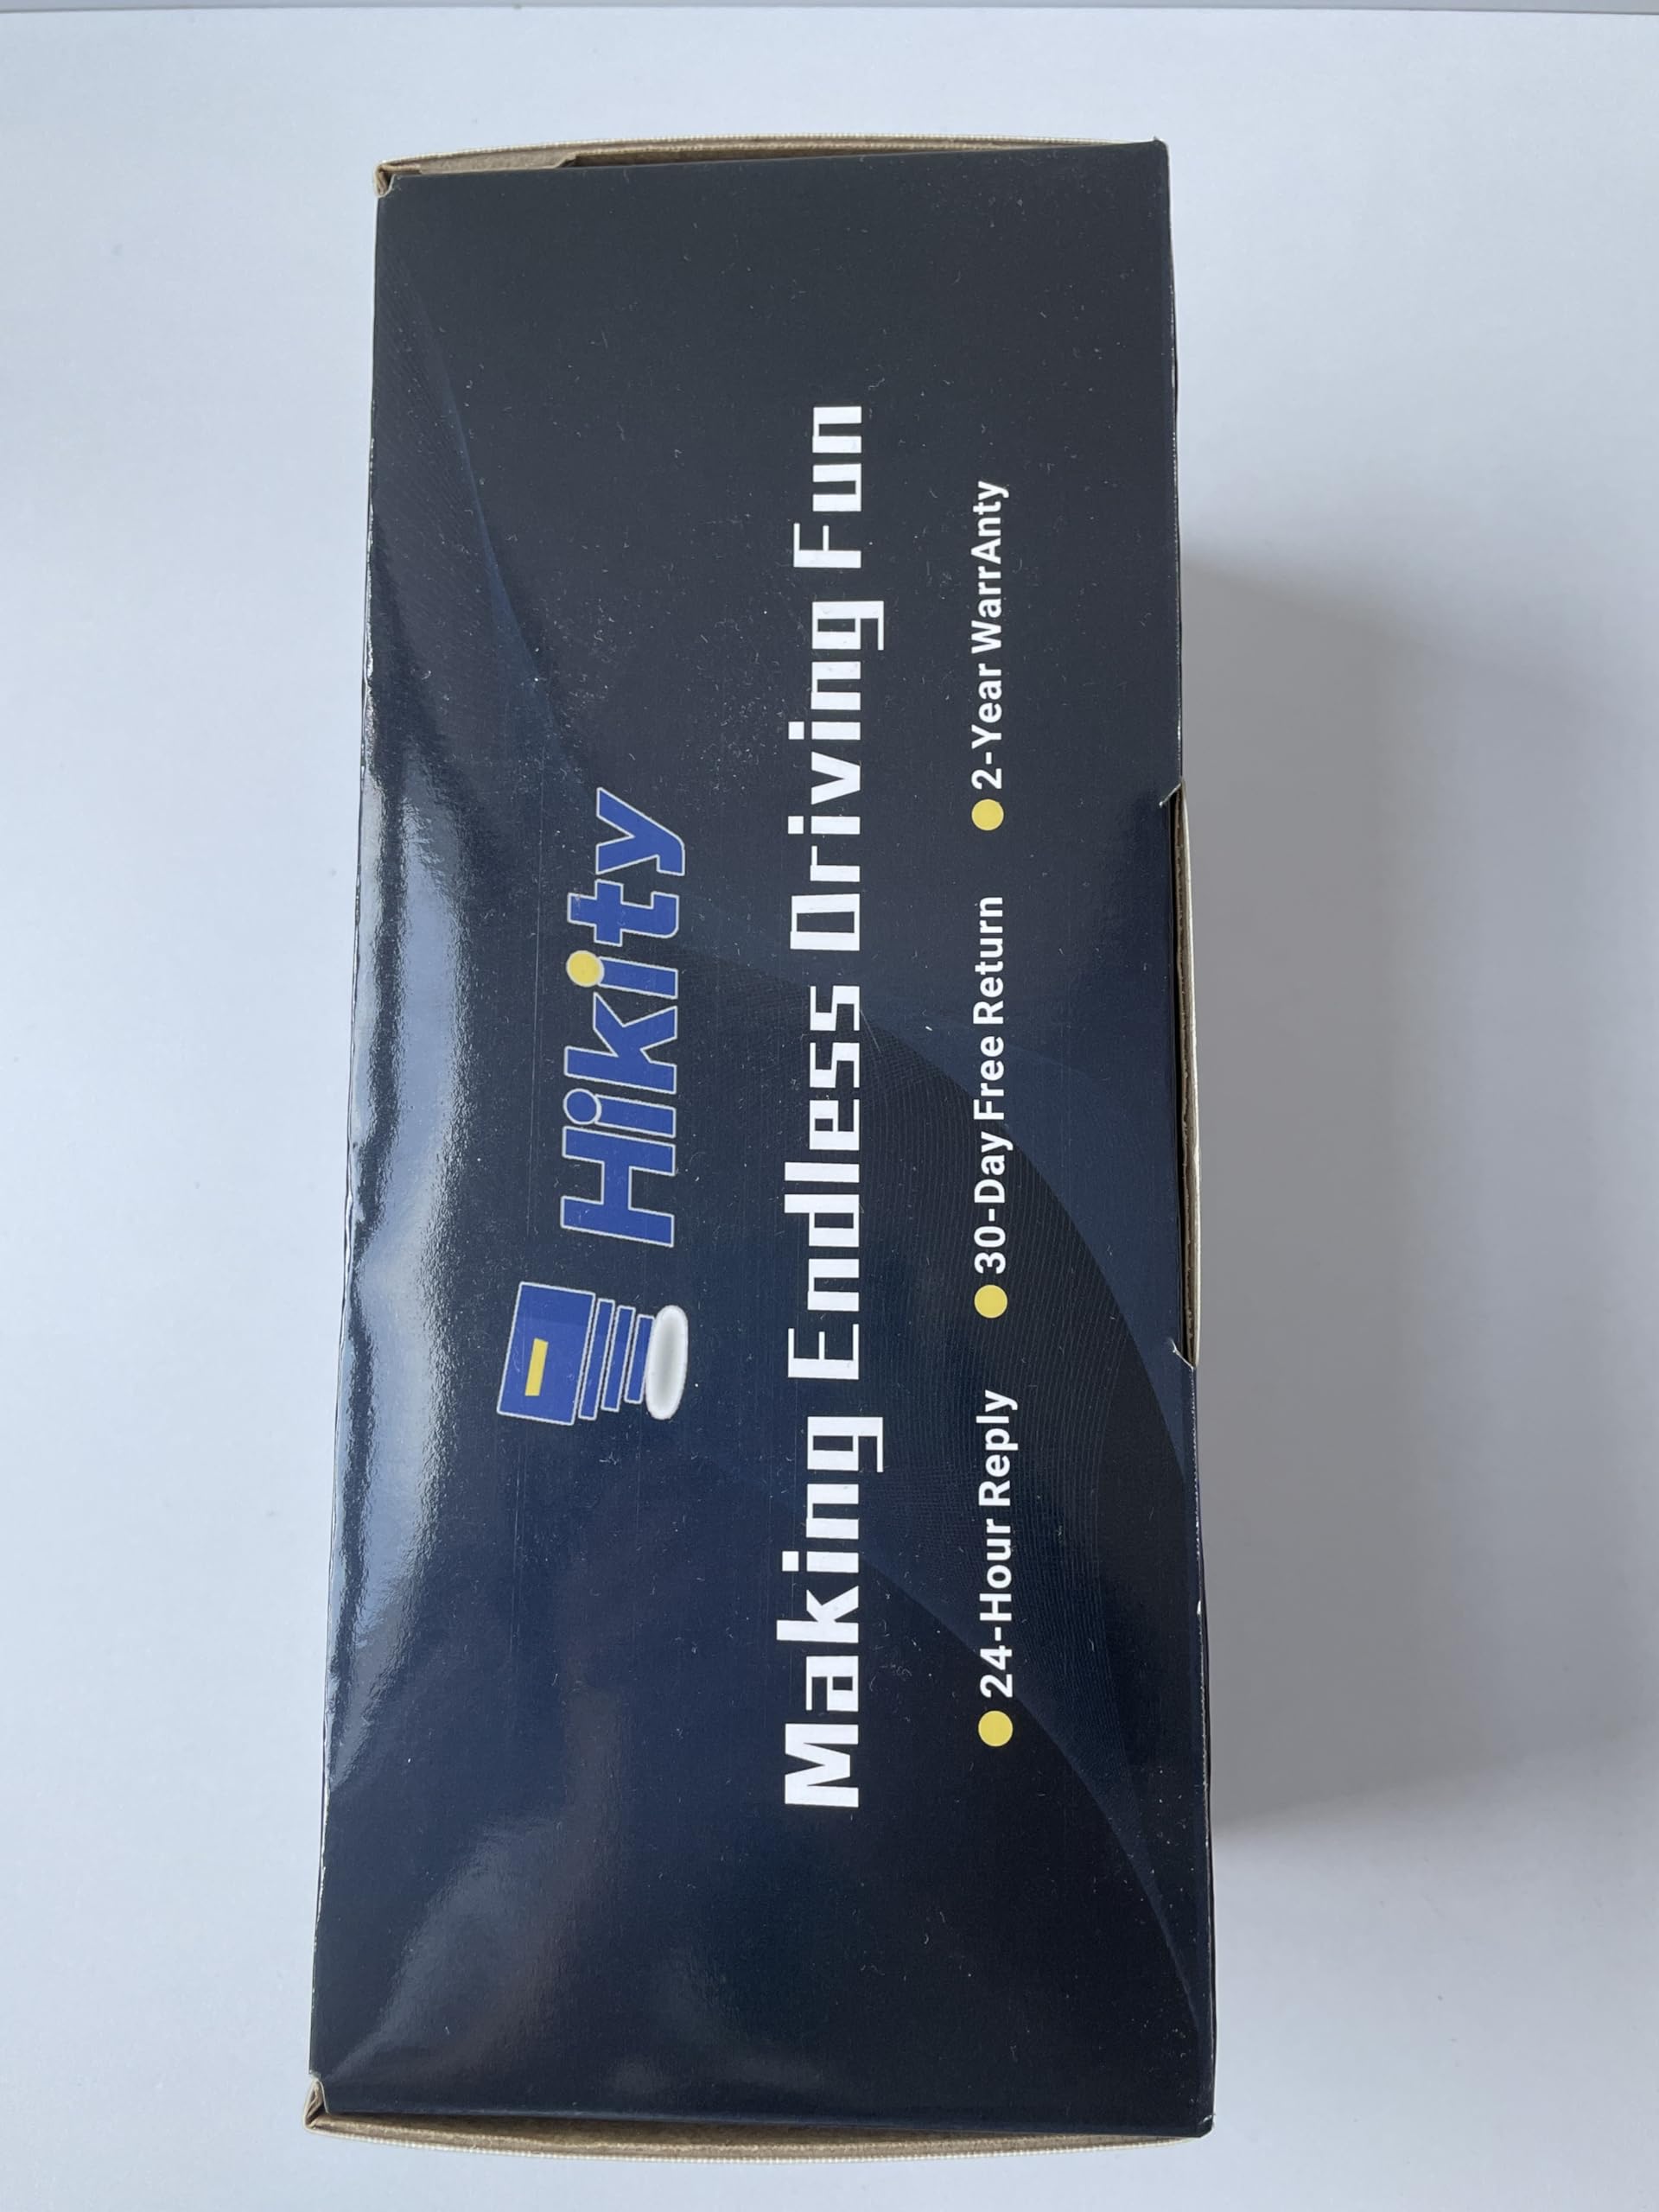 Hikity
Making Endless Driving Fun
24-Hour Reply 30-Day Free Return 2-Year WarrAnty